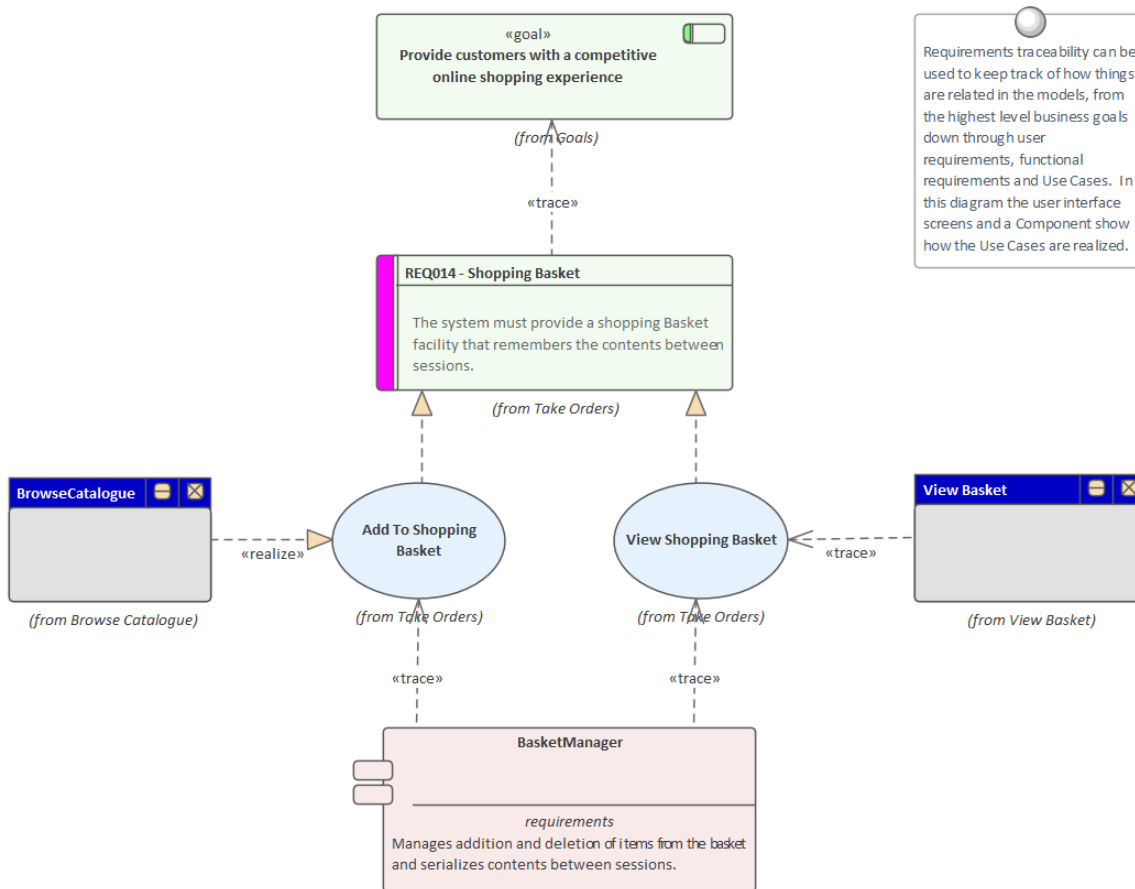 «goal»
Provide customers with a competitive
online shopping experience
(from Goals)
Requirements traceability can be
used to keep track of how things
are related in the models, from
the highest level business goals
down through user
requirements, functional
requirements and Use Cases. In
this diagram the user interface
screens and a Component show
how the Use Cases are realized.
«trace»
REQ014 - Shopping Basket
The system must provide a shopping Basket
facility that remembers the contents between
sessions.
(from Take Orders)
BrowseCatalogue
(from Browse Catalogue)
«realize»
Add To Shopping
Basket
(from Take Orders)
View Shopping Basket
(from Take Orders)
«trace»
View Basket
(from View Basket)
«trace»
«trace»
BasketManager
requirements
Manages addition and deletion of items from the basket
and serializes contents between sessions.